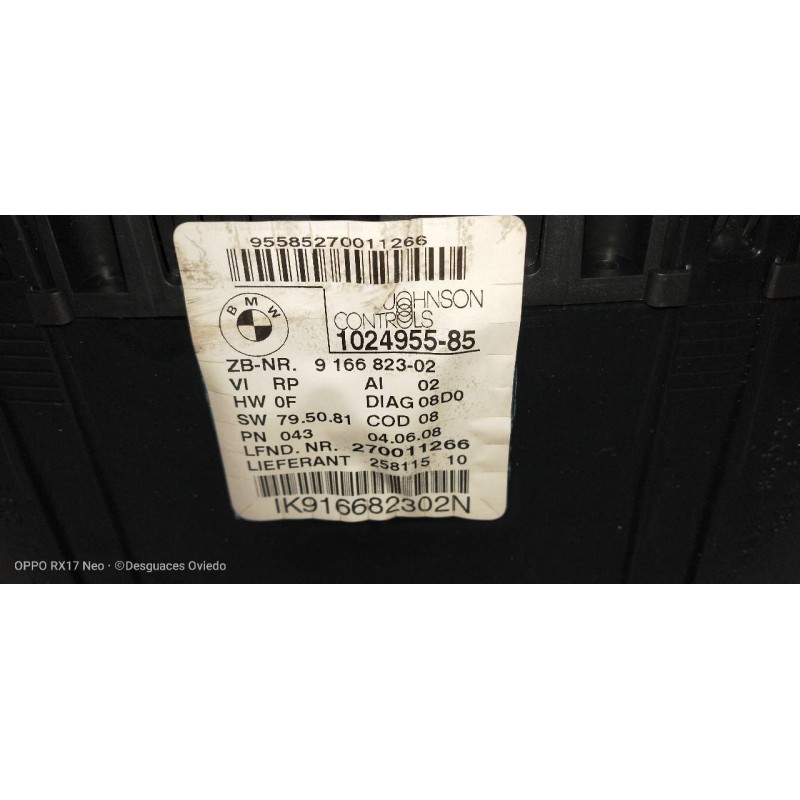 95585270011266
BMW
JOHNSON
CONTROLS
1024955-85
ZB-NR. 9 166 823-02
VI RP AI 02
HW 0F DIAG 08D0
SW 79.50.81 COD 08
PN 043 04.06.08
LFND. NR. 270011266
LIEFERANT 258115 10
IK916682302N
OPPO RX17 Neo · ©Desguaces Oviedo